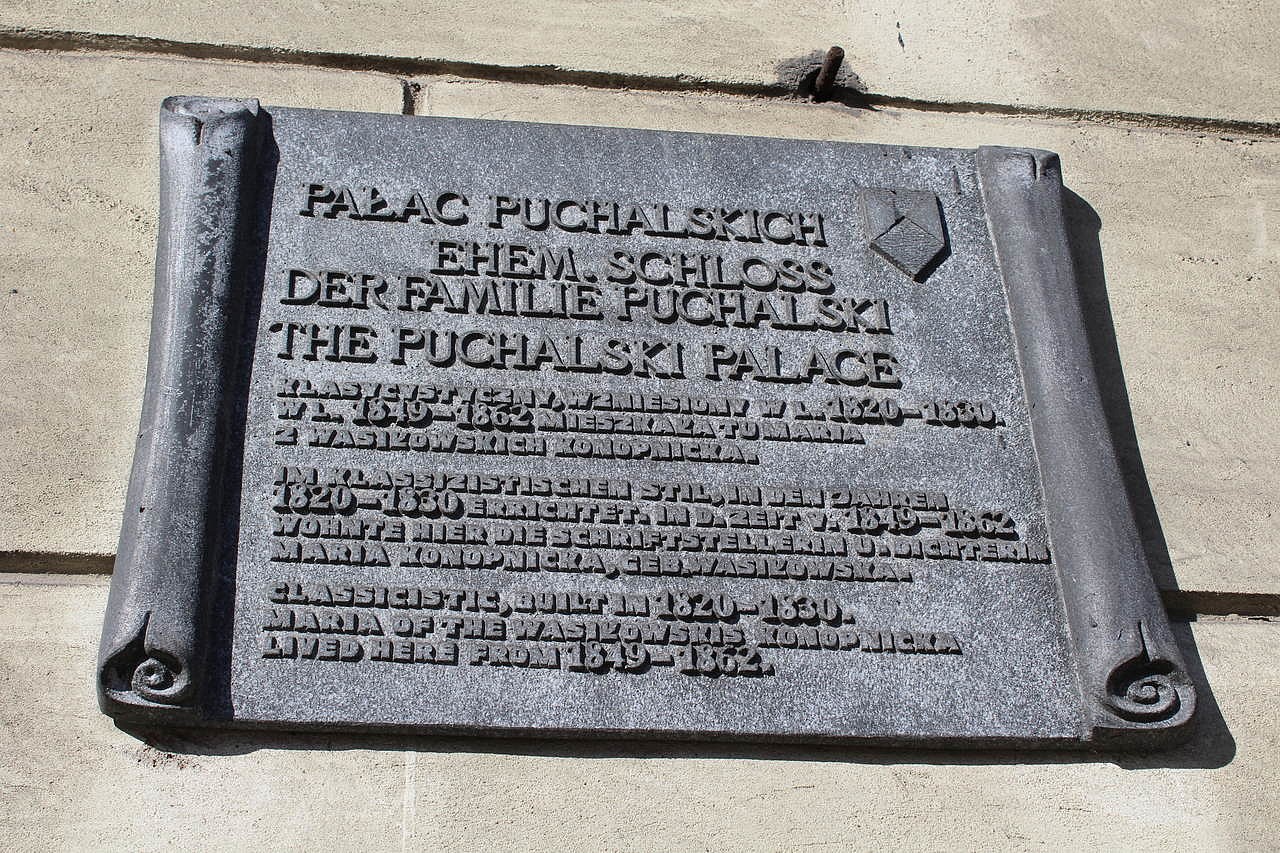 PAŁAC PUCHALSKICH
EHEM. SCHLOSS
DER FAMILIE PUCHALSKI
THE PUCHALSKI PALACE
KLASYCYSTYCZNY, WZNIESIONY W L. 1820-1830.
W L. 1849-1862 MIESZKAŁA TU MARIA
Z WASIŁOWSKICH KONOPNICKA.
IM KLASSIZISTISCHEN STIL, IN DEN JAHREN
1820-1830 ERRICHTET. IN D. ZEIT V. 1849-1862
WOHNTE HIER DIE SCHRIFTSTELLERIN U. DICHTERIN
MARIA KONOPNICKA, GEB. WASIŁOWSKA.
CLASSICISTIC, BUILT IN 1820-1830.
MARIA OF THE WASIŁOWSKIS KONOPNICKA
LIVED HERE FROM 1849-1862.